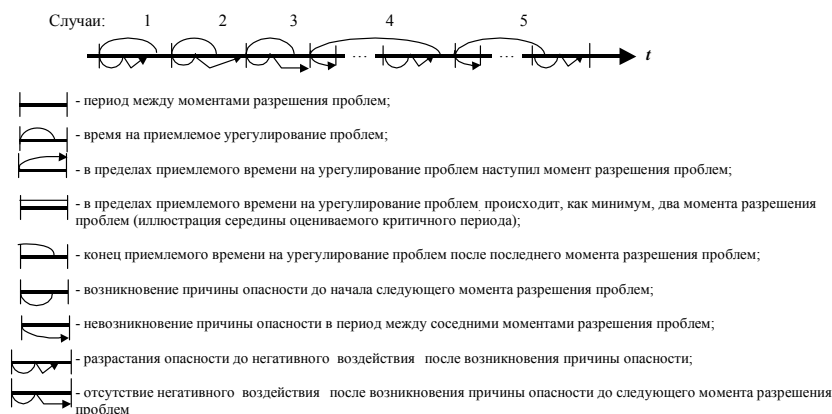 Случаи: 1 2 3 4 5
... ... t
- период между моментами разрешения проблем;
- время на приемлемое урегулирование проблем;
- в пределах приемлемого времени на урегулирование проблем наступил момент разрешения проблем;
- в пределах приемлемого времени на урегулирование проблем происходит, как минимум, два момента разрешения
проблем (иллюстрация середины оцениваемого критичного периода);
- конец приемлемого времени на урегулирование проблем после последнего момента разрешения проблем;
- возникновение причины опасности до начала следующего момента разрешения проблем;
- невозникновение причины опасности в период между соседними моментами разрешения проблем;
- разрастания опасности до негативного воздействия после возникновения причины опасности;
- отсутствие негативного воздействия после возникновения причины опасности до следующего момента разрешения
проблем